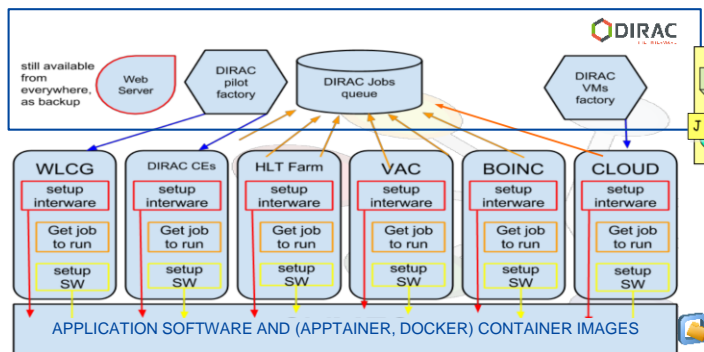 DIRAC
THE INTERWARE
still available
from
everywhere,
as backup
Web
Server
DIRAC
pilot
factory
DIRAC Jobs
queue
DIRAC
VMs
factory
J
WLCG
setup
interware
Get job
to run
setup
SW
DIRAC CEs
setup
interware
Get job
to run
setup
SW
HLT Farm
setup
interware
Get job
to run
setup
SW
VAC
setup
interware
Get job
to run
setup
SW
BOINC
setup
interware
Get job
to run
setup
SW
CLOUD
setup
interware
Get job
to run
setup
SW
APPLICATION SOFTWARE AND (APPTAINER, DOCKER) CONTAINER IMAGES